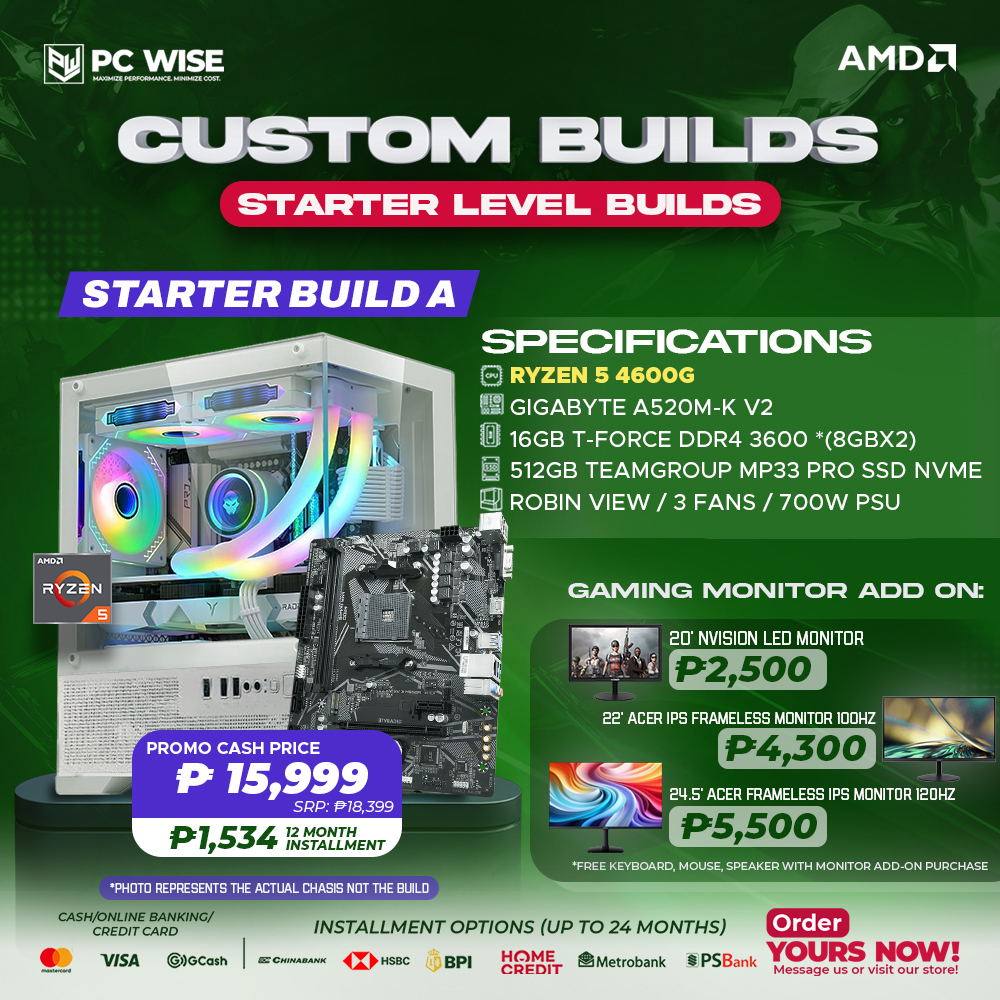 PC WISE
MAXIMIZE PERFORMANCE. MINIMIZE COST.
AMD
CUSTOM BUILDS
STARTER LEVEL BUILDS
STARTER BUILD A
SPECIFICATIONS
CPU
RYZEN 5 4600G
GIGABYTE A520M-K V2
16GB T-FORCE DDR4 3600 *(8GBX2)
SSD
512GB TEAMGROUP MP33 PRO SSD NVME
ROBIN VIEW / 3 FANS / 700W PSU
AMD
RYZEN
5
GAMING MONITOR ADD ON:
20' NVISION LED MONITOR
₱2,500
22' ACER IPS FRAMELESS MONITOR 100HZ
₱4,300
24.5' ACER FRAMELESS IPS MONITOR 120HZ
₱5,500
*FREE KEYBOARD, MOUSE, SPEAKER WITH MONITOR ADD-ON PURCHASE
PROMO CASH PRICE
₱ 15,999
SRP: ₱18,399
₱1,534 12 MONTH
INSTALLMENT
*PHOTO REPRESENTS THE ACTUAL CHASIS NOT THE BUILD
CASH/ONLINE BANKING/
CREDIT CARD
mastercard
VISA
GCash
INSTALLMENT OPTIONS (UP TO 24 MONTHS)
CHINABANK
HSBC
BPI
HOME
CREDIT
Metrobank
PSBank
Order
YOURS NOW!
Message us or visit our store!